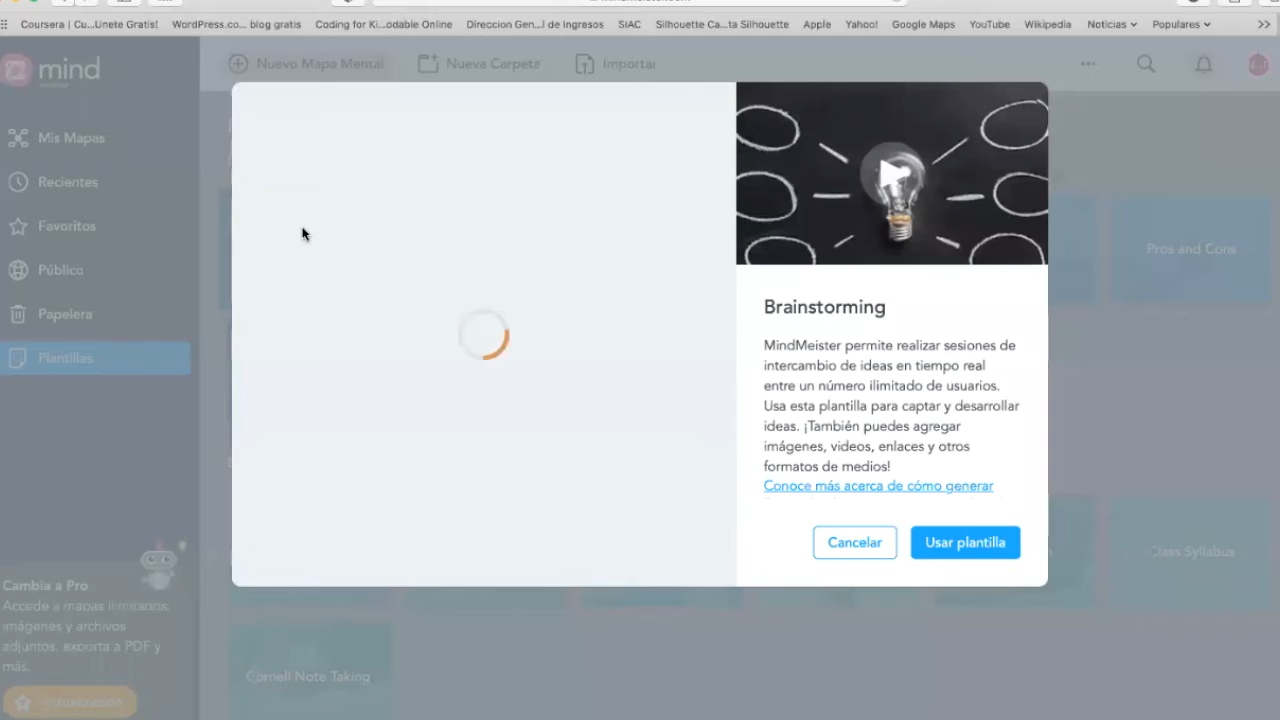 Coursera | Cu...Unete Gratis!
WordPress.co... blog gratis
Coding for Ki...odable Online
Direccion Gen...l de Ingresos
SIAC
Silhouette Ca...ta Silhouette
Apple
Yahoo!
Google Maps
YouTube
Wikipedia
Noticias
Populares
mind
Nuevo Mapa Mental
Nueva Carpeta
Importar
Mis Mapas
Recientes
Favoritos
Público
Papelera
Plantillas
Pros and Cons
Brainstorming
MindMeister permite realizar sesiones de
intercambio de ideas en tiempo real
entre un número ilimitado de usuarios.
Usa esta plantilla para captar y desarrollar
ideas. ¡También puedes agregar
imágenes, videos, enlaces y otros
formatos de medios!
Conoce más acerca de cómo generar
Cancelar
Usar plantilla
Class Syllabus
Cornell Note Taking
Cambia a Pro
Accede a mapas ilimitados,
imágenes y archivos
adjuntos, exporta a PDF y
más.